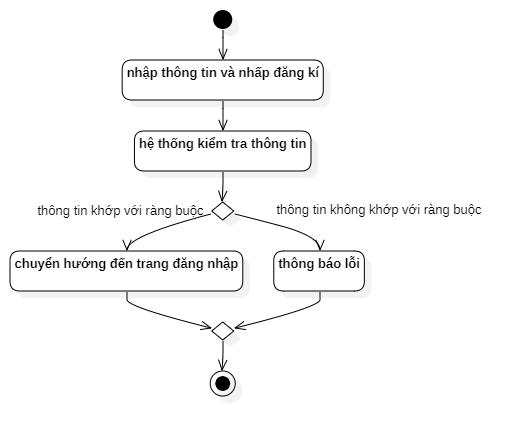 nhập thông tin và nhấp đăng kí
hệ thống kiểm tra thông tin
thông tin khớp với ràng buộc
thông tin không khớp với ràng buộc
chuyển hướng đến trang đăng nhập
thông báo lỗi